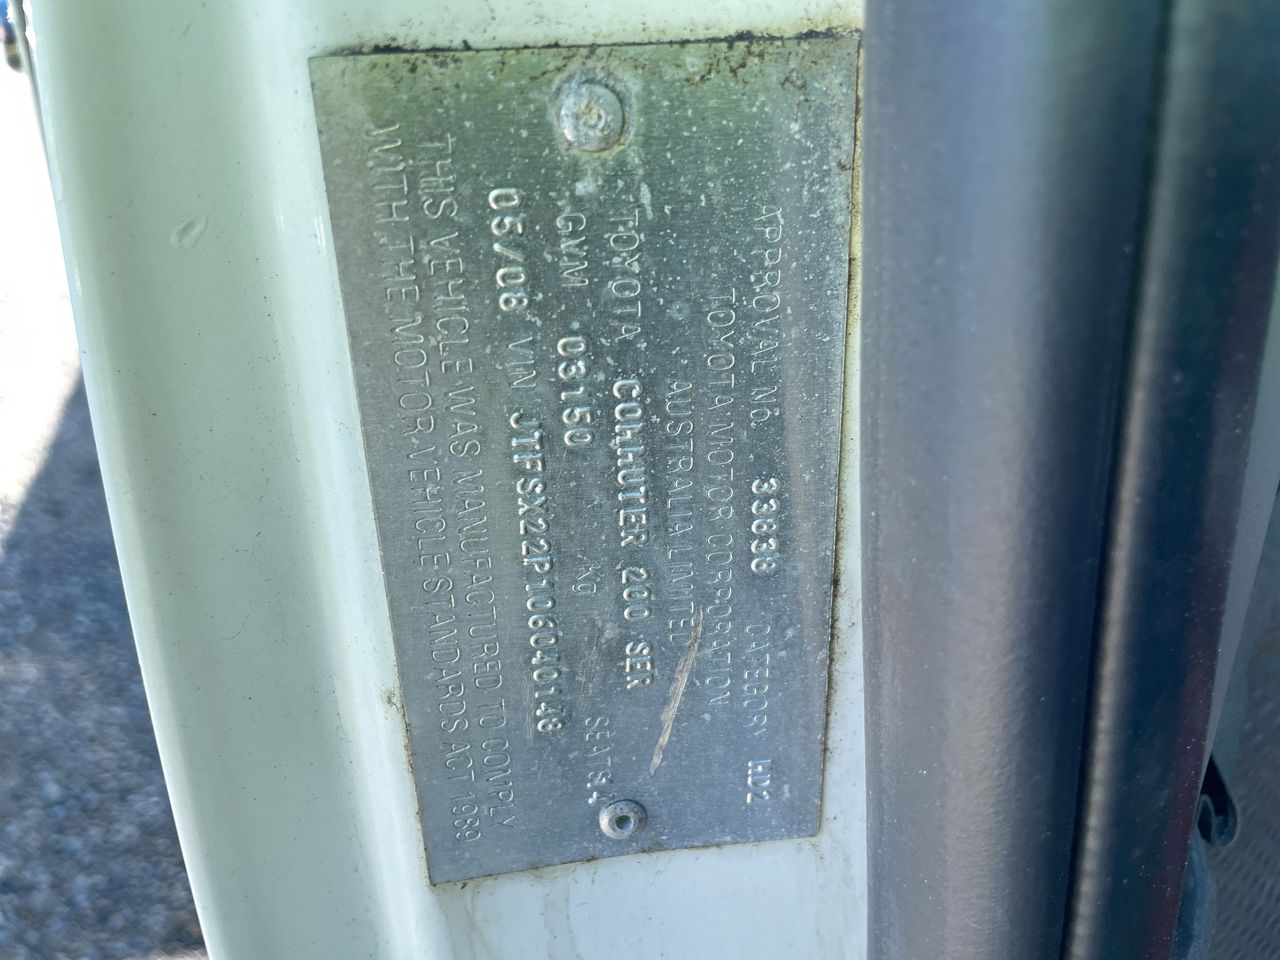 APPROVAL NO. 33638 CATEGORY MD2
TOYOTA MOTOR CORPORATION
AUSTRALIA LIMITED
TOYOTA COMMUTER 200 SER
GVM 03150 kg SEATS 14
05/08 VIN JTFSX22P106040148
THIS VEHICLE WAS MANUFACTURED TO COMPLY
WITH THE MOTOR VEHICLE STANDARDS ACT 1989